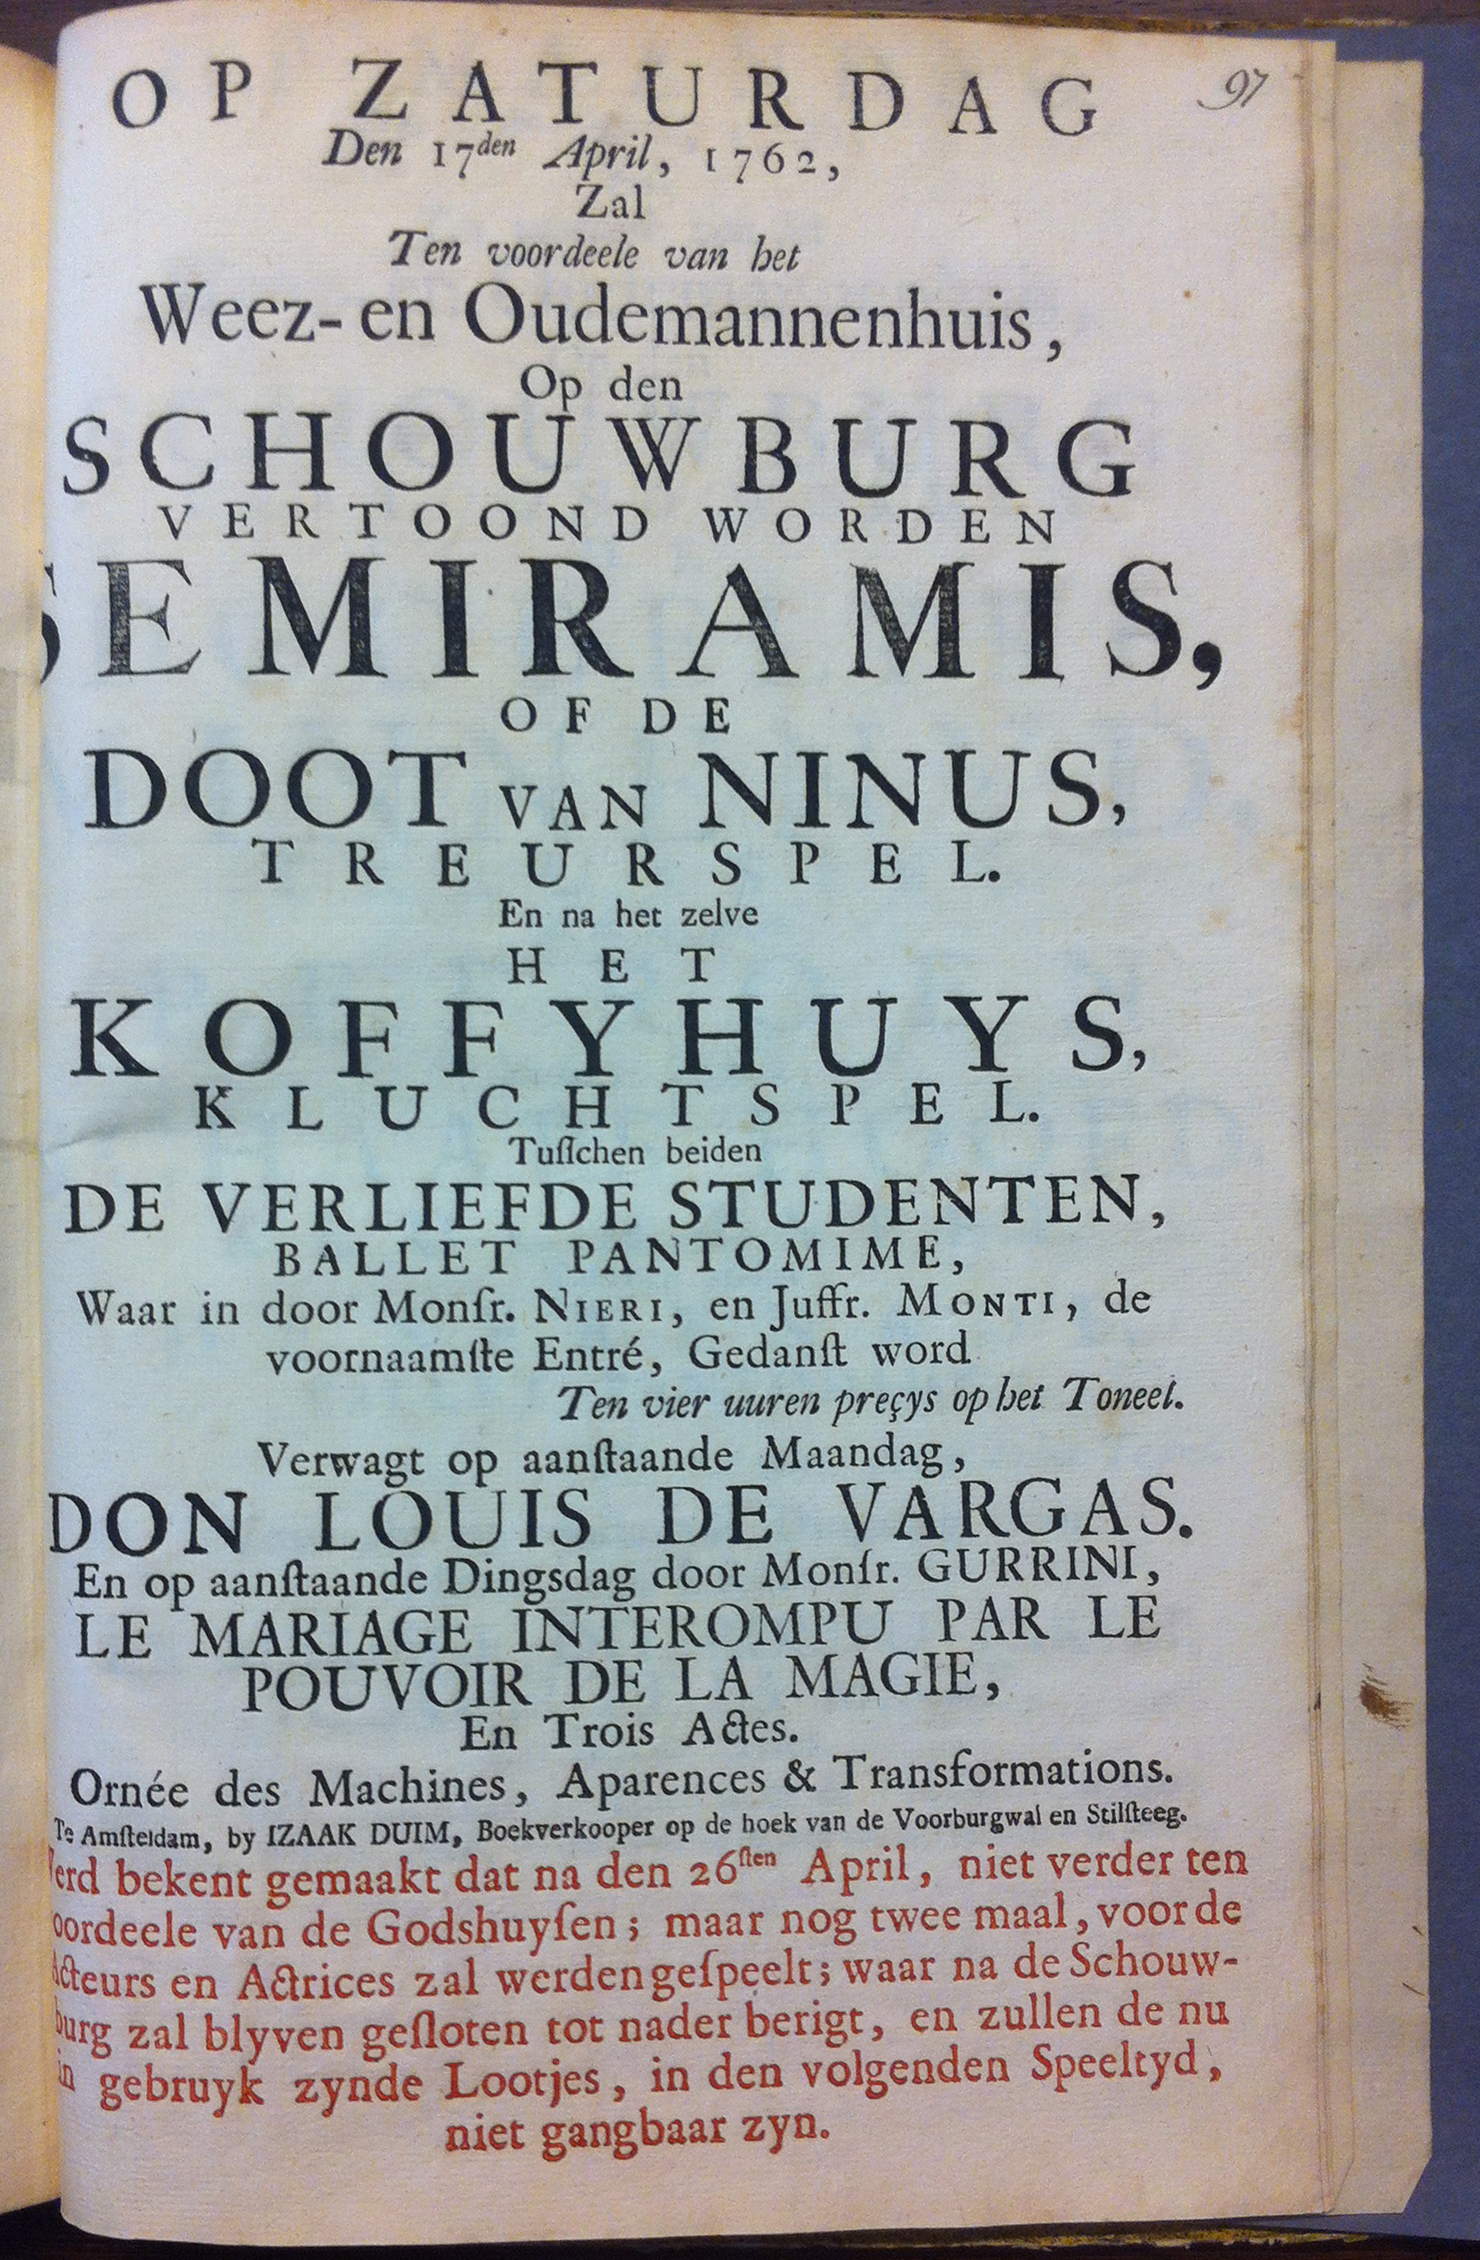 OP ZATURDAG
97
Den 17den April, 1762,
Zal
Ten voordeele van het
Weez- en Oudemannenhuis,
Op den
SCHOUWBURG
VERTOOND WORDEN
SEMIRAMIS,
OF DE
DOOT VAN NINUS,
TREURSPEL.
En na het zelve
HET
KOFFYHUYS,
KLUCHTSPEL.
Tuſſchen beiden
DE VERLIEFDE STUDENTEN,
BALLET PANTOMIME,
Waar in door Monſr. NIERI, en Juffr. MONTI, de
voornaamſte Entré, Gedanſt word
Ten vier uuren preçys op het Toneel.
Verwagt op aanſtaande Maandag,
DON LOUIS DE VARGAS.
En op aanſtaande Dingsdag door Monſr. GURRINI,
LE MARIAGE INTEROMPU PAR LE
POUVOIR DE LA MAGIE,
En Trois Actes.
Ornée des Machines, Aparences & Transformations.
Te Amſteldam, by IZAAK DUIM, Boekverkooper op de hoek van de Voorburgwal en Stilſteeg.
erd bekent gemaakt dat na den 26ſten April, niet verder ten
oordeele van de Godshuyſen; maar nog twee maal, voor de
Acteurs en Actrices zal werden geſpeelt; waar na de Schouw-
burg zal blyven geſloten tot nader berigt, en zullen de nu
in gebruyk zynde Lootjes, in den volgenden Speeltyd,
niet gangbaar zyn.